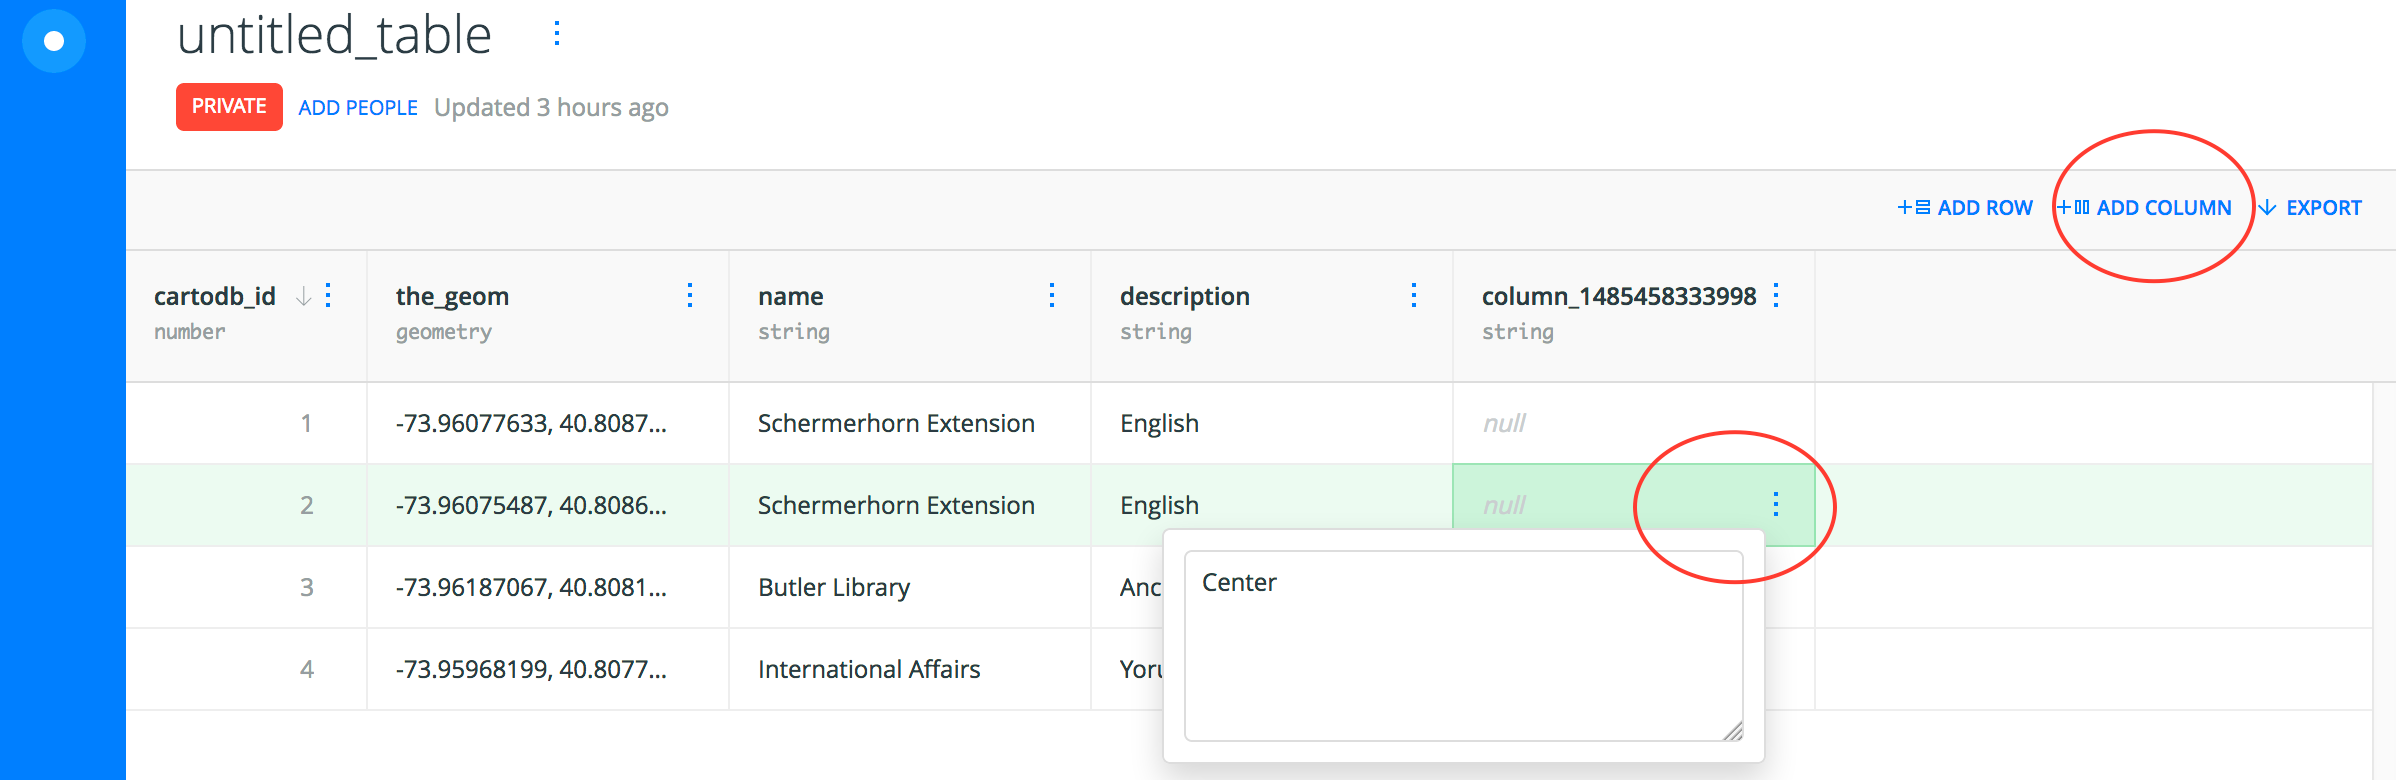 untitled_table
PRIVATE ADD PEOPLE Updated 3 hours ago
ADD ROW ADD COLUMN EXPORT
cartodb_id the_geom name description column_1485458333998
number geometry string string string
1 -73.96077633, 40.8087... Schermerhorn Extension English null
2 -73.96075487, 40.8086... Schermerhorn Extension English null
3 -73.96187067, 40.8081... Butler Library Anc
Center
4 -73.95968199, 40.8077... International Affairs Yoru